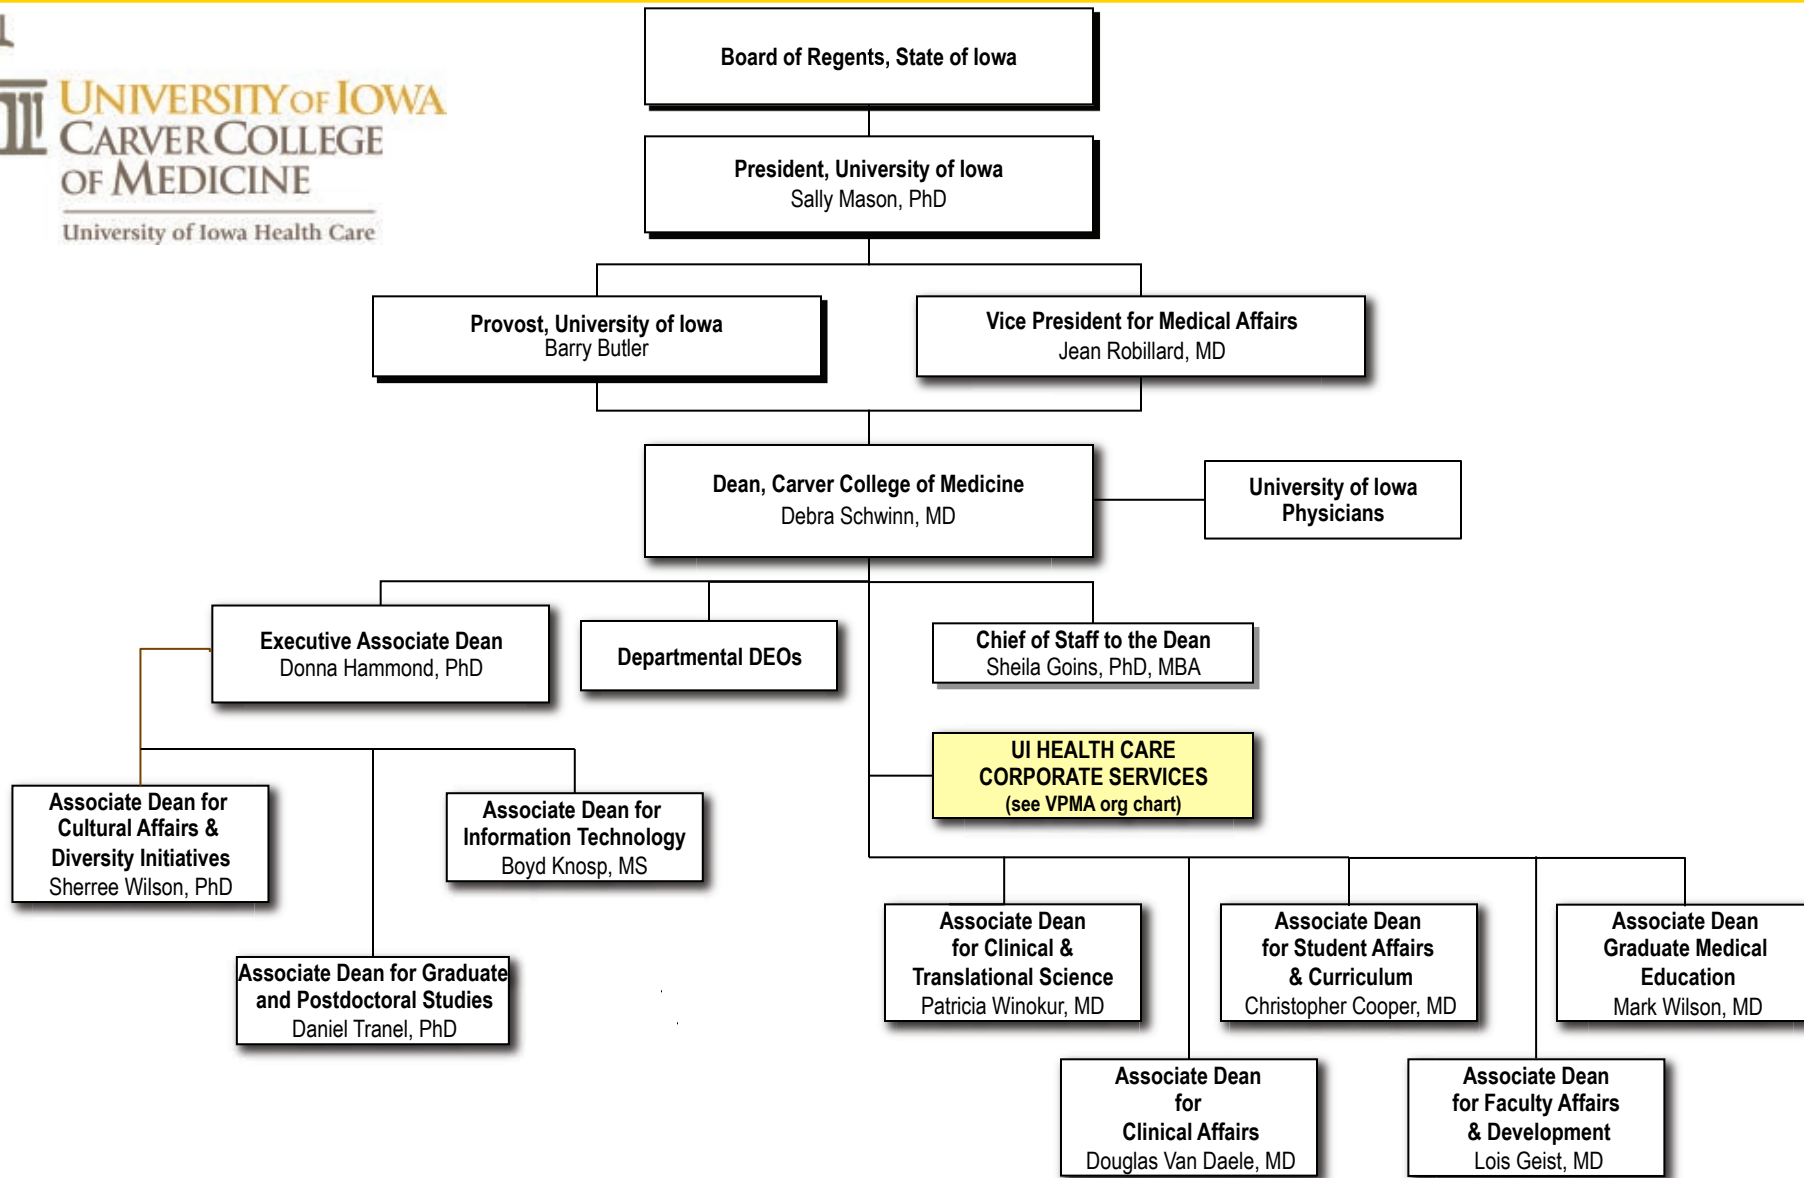 UNIVERSITY OF IOWA
CARVER COLLEGE
OF MEDICINE
University of Iowa Health Care
Board of Regents, State of Iowa
President, University of Iowa
Sally Mason, PhD
Provost, University of Iowa
Barry Butler
Vice President for Medical Affairs
Jean Robillard, MD
Dean, Carver College of Medicine
Debra Schwinn, MD
University of Iowa
Physicians
Executive Associate Dean
Donna Hammond, PhD
Departmental DEOs
Chief of Staff to the Dean
Sheila Goins, PhD, MBA
UI HEALTH CARE
CORPORATE SERVICES
(see VPMA org chart)
Associate Dean for
Cultural Affairs &
Diversity Initiatives
Sherree Wilson, PhD
Associate Dean for
Information Technology
Boyd Knosp, MS
Associate Dean for Graduate
and Postdoctoral Studies
Daniel Tranel, PhD
Associate Dean
for Clinical &
Translational Science
Patricia Winokur, MD
Associate Dean
for Student Affairs
& Curriculum
Christopher Cooper, MD
Associate Dean
Graduate Medical
Education
Mark Wilson, MD
Associate Dean
for
Clinical Affairs
Douglas Van Daele, MD
Associate Dean
for Faculty Affairs
& Development
Lois Geist, MD